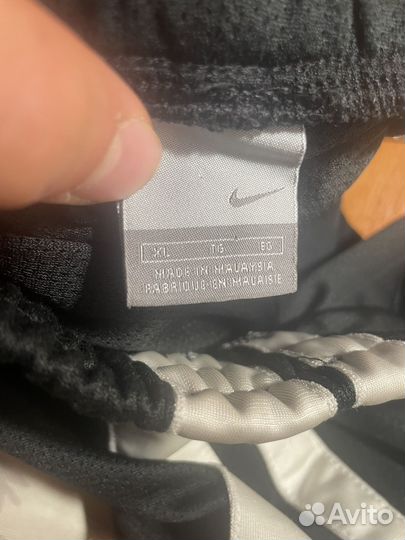 XL TG EG
MADE IN MALAYSIA
FABRIQUE EN MALAISIE
Avito